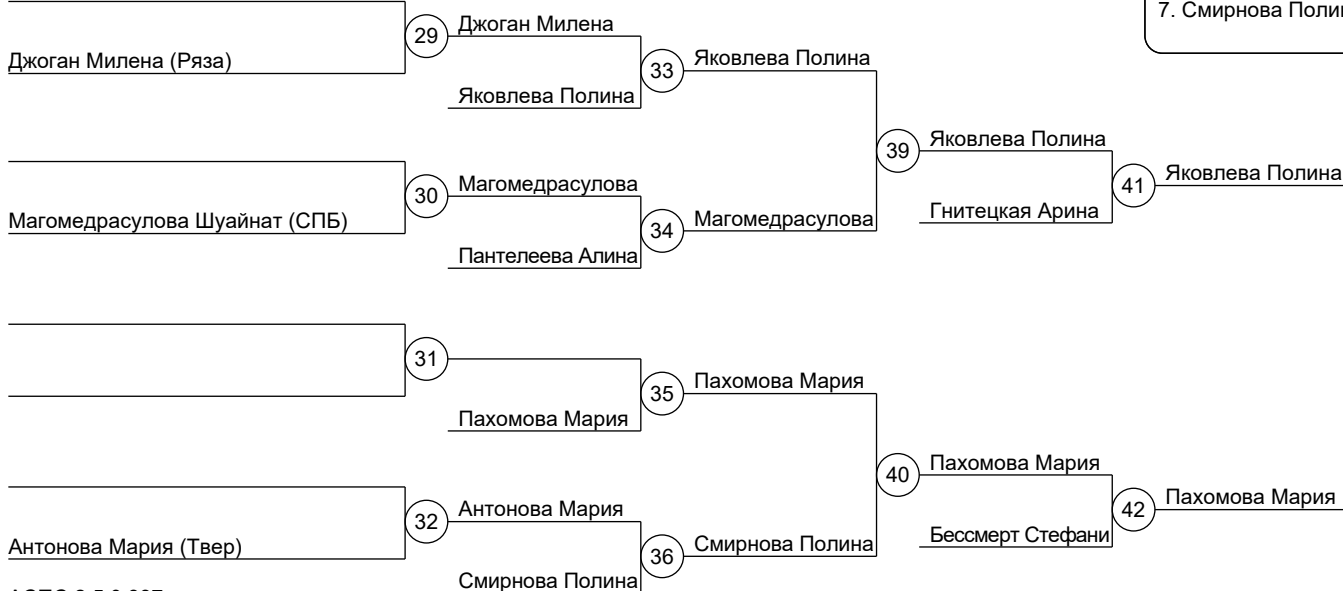 7. Смирнова Поли
29
Джоган Милена
Джоган Милена (Ряза)
33
Яковлева Полина
Яковлева Полина
39
Яковлева Полина
30
Магомедрасулова
41
Яковлева Полина
Магомедрасулова Шуайнат (СПБ)
34
Магомедрасулова
Гнитецкая Арина
Пантелеева Алина
31
35
Пахомова Мария
Пахомова Мария
40
Пахомова Мария
32
Антонова Мария
42
Пахомова Мария
Антонова Мария (Твер)
36
Смирнова Полина
Бессмерт Стефани
Смирнова Полина